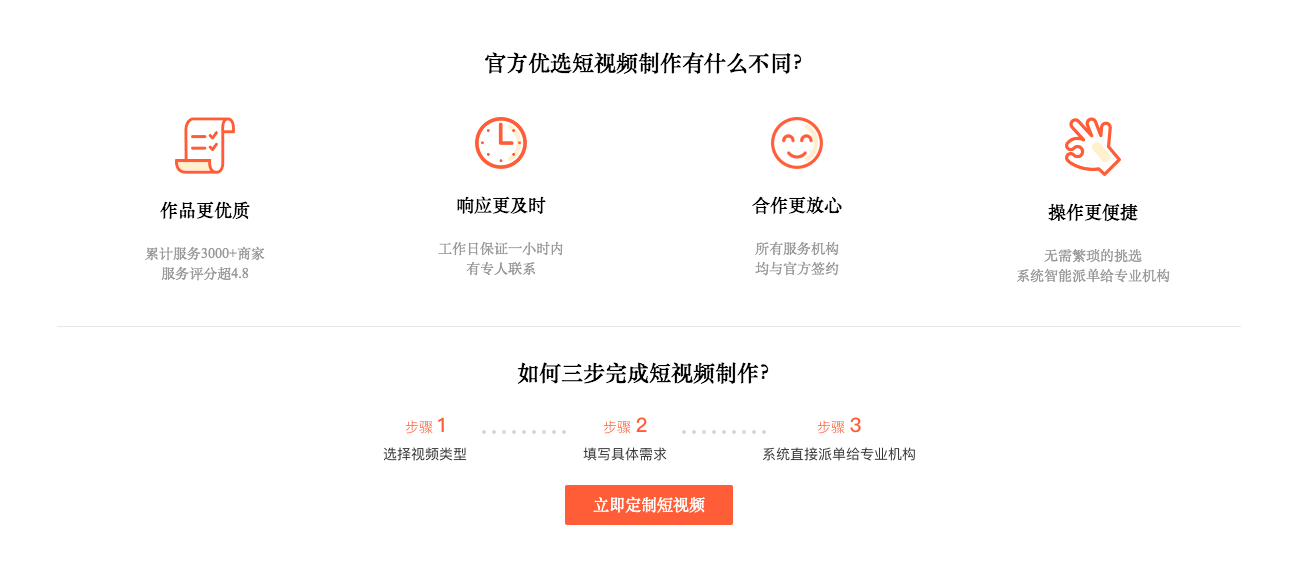 官方优选短视频制作有什么不同?
作品更优质
累计服务3000+商家
服务评分超4.8
响应更及时
工作日保证一小时内
有专人联系
合作更放心
所有服务机构
均与官方签约
操作更便捷
无需繁琐的挑选
系统智能派单给专业机构
如何三步完成短视频制作?
步骤 1
选择视频类型
步骤 2
填写具体需求
步骤 3
系统直接派单给专业机构
立即定制短视频